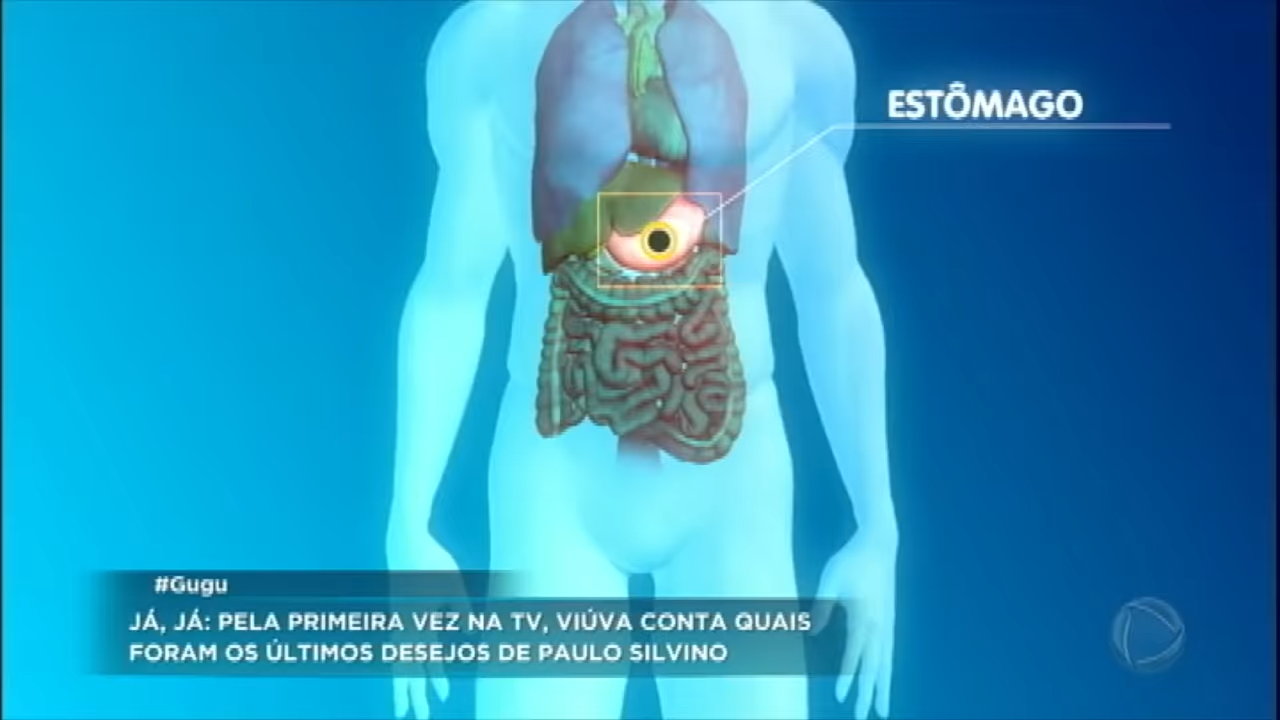 ESTÔMAGO
#Gugu
JÁ, JÁ: PELA PRIMEIRA VEZ NA TV, VIÚVA CONTA QUAIS
FORAM OS ÚLTIMOS DESEJOS DE PAULO SILVINO